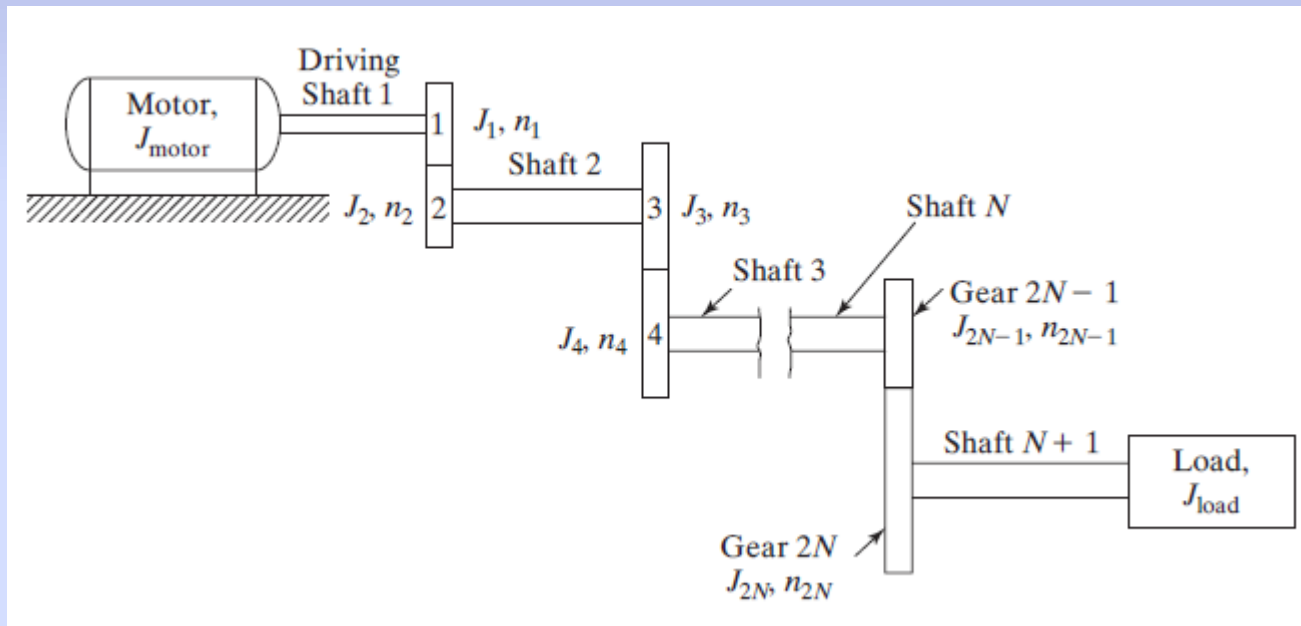 Driving
Shaft 1
Motor,
J_motor
1
J₁, n₁
Shaft 2
J₂, n₂
2
3
J₃, n₃
Shaft N
Shaft 3
Gear 2N – 1
J₂N–₁, n₂N–₁
J₄, n₄
4
Shaft N + 1
Load,
J_load
Gear 2N
J₂N, n₂N